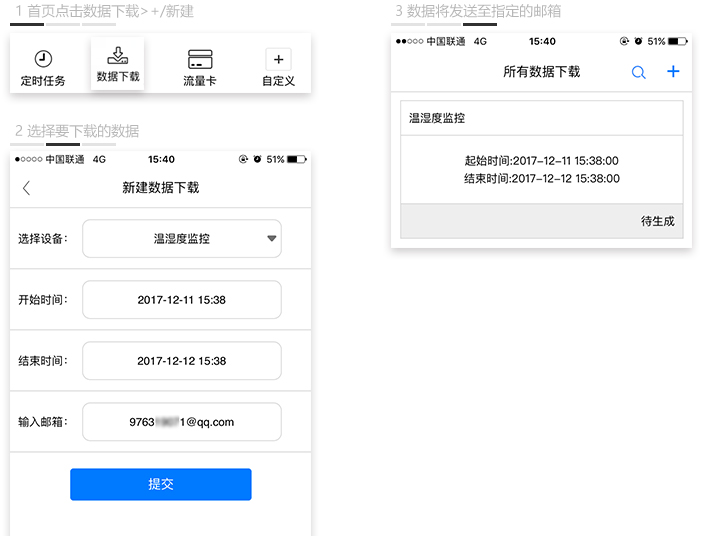 1 首页点击数据下载>+/新建
定时任务
数据下载
流量卡
自定义
2 选择要下载的数据
中国联通 4G 15:40 51%
新建数据下载
选择设备: 温湿度监控
开始时间: 2017-12-11 15:38
结束时间: 2017-12-12 15:38
输入邮箱: 9763 1@qq.com
提交
3 数据将发送至指定的邮箱
中国联通 4G 15:40 51%
所有数据下载
温湿度监控
起始时间:2017-12-11 15:38:00
结束时间:2017-12-12 15:38:00
待生成